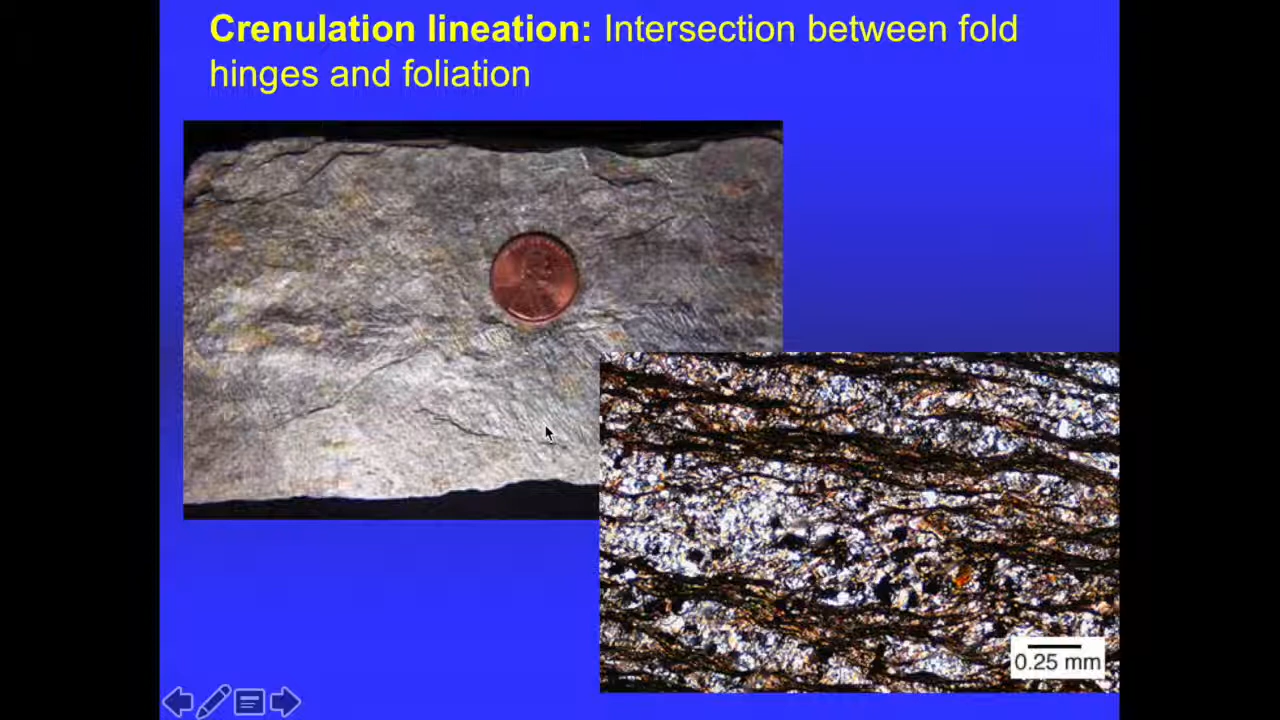 Crenulation lineation: Intersection between fold
hinges and foliation
0.25 mm